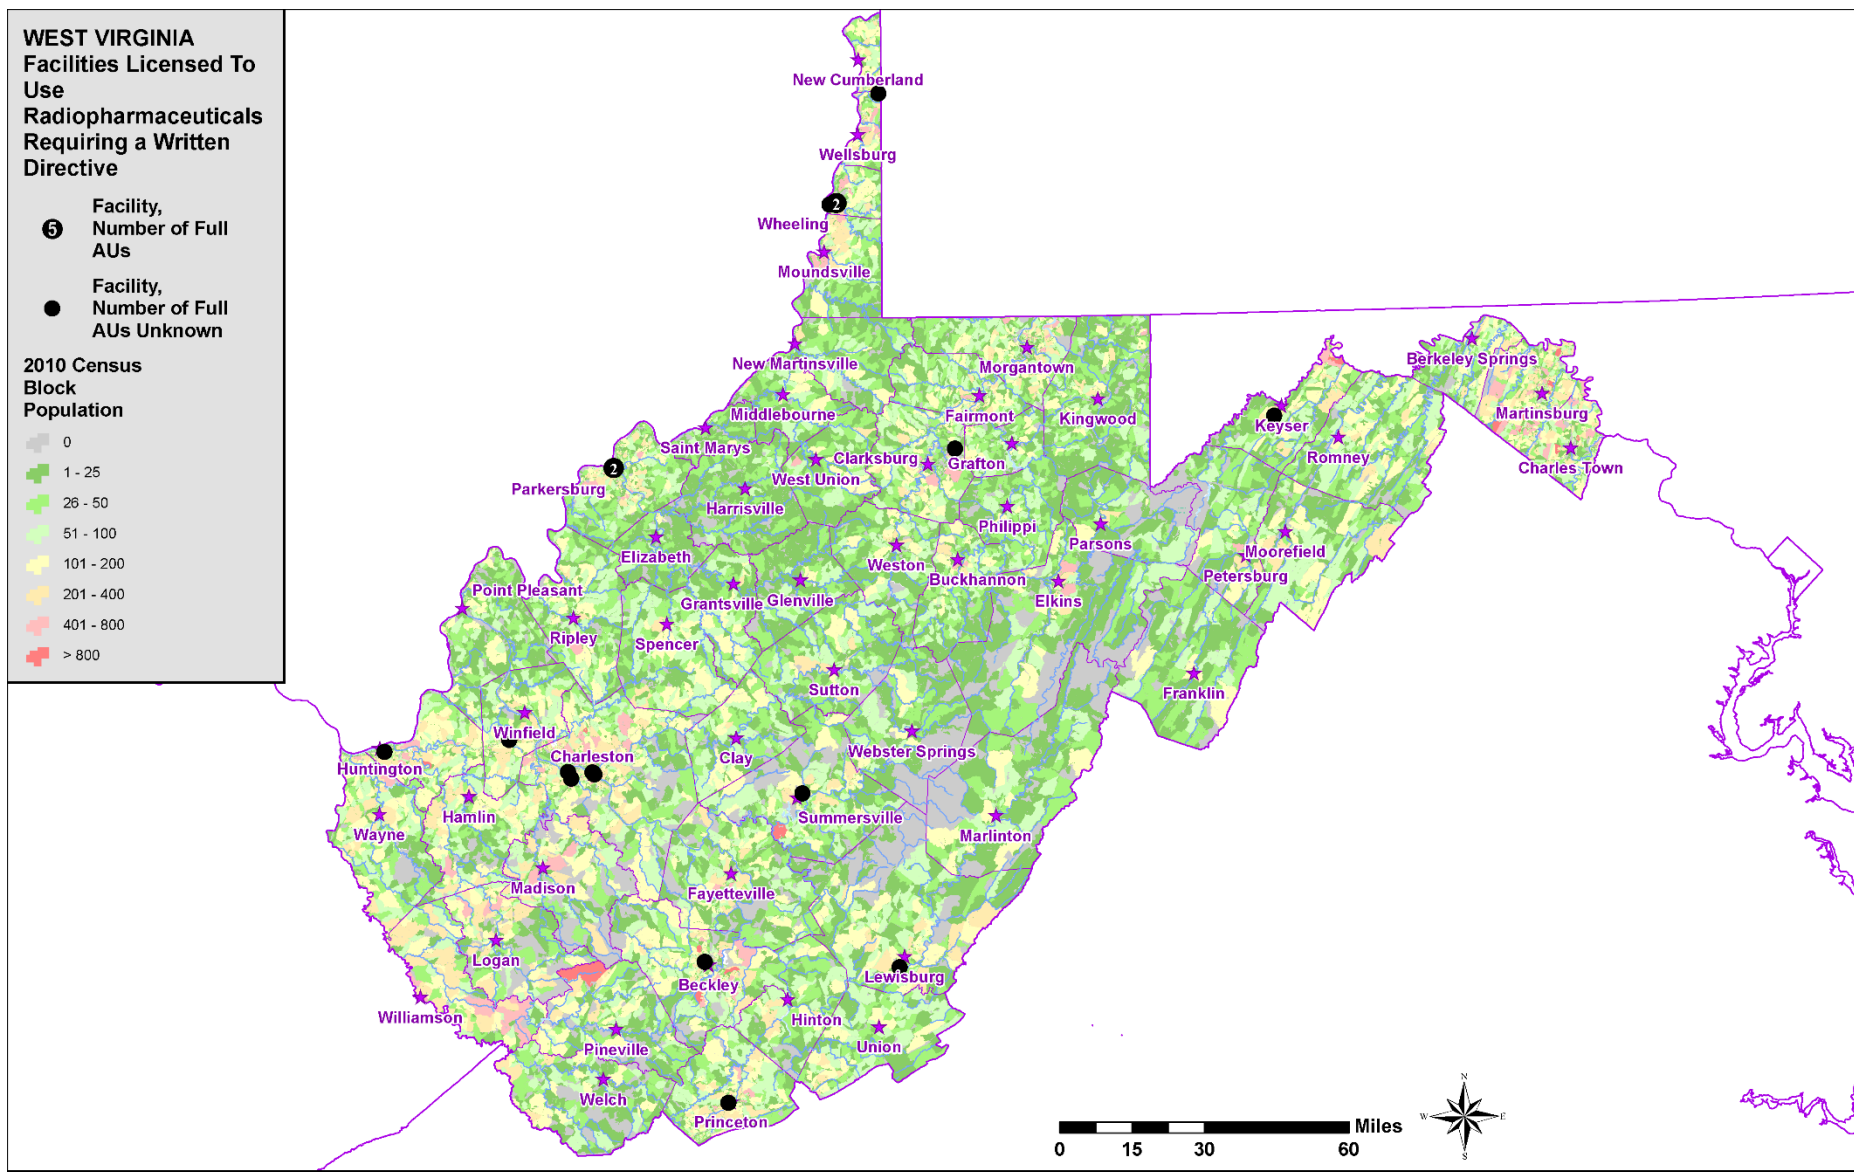 WEST VIRGINIA
Facilities Licensed To
Use
Radiopharmaceuticals
Requiring a Written
Directive
5
Facility,
Number of Full
AUs
Facility,
Number of Full
AUs Unknown
2010 Census
Block
Population
0
1 - 25
26 - 50
51 - 100
101 - 200
201 - 400
401 - 800
> 800
New Cumberland
Wellsburg
2
Wheeling
Moundsville
New Martinsville
Morgantown
Berkeley Springs
Middlebourne
Fairmont
Kingwood
Keyser
Martinsburg
Saint Marys
Clarksburg
Grafton
Romney
Charles Town
2
Parkersburg
West Union
Harrisville
Philippi
Parsons
Moorefield
Elizabeth
Weston
Buckhannon
Petersburg
Point Pleasant
Grantsville
Glenville
Elkins
Ripley
Spencer
Sutton
Franklin
Winfield
Charleston
Clay
Webster Springs
Huntington
Hamlin
Summersville
Wayne
Marlinton
Madison
Fayetteville
Logan
Beckley
Lewisburg
Williamson
Hinton
Pineville
Union
Welch
Princeton
N
W
E
S
Miles
0
15
30
60